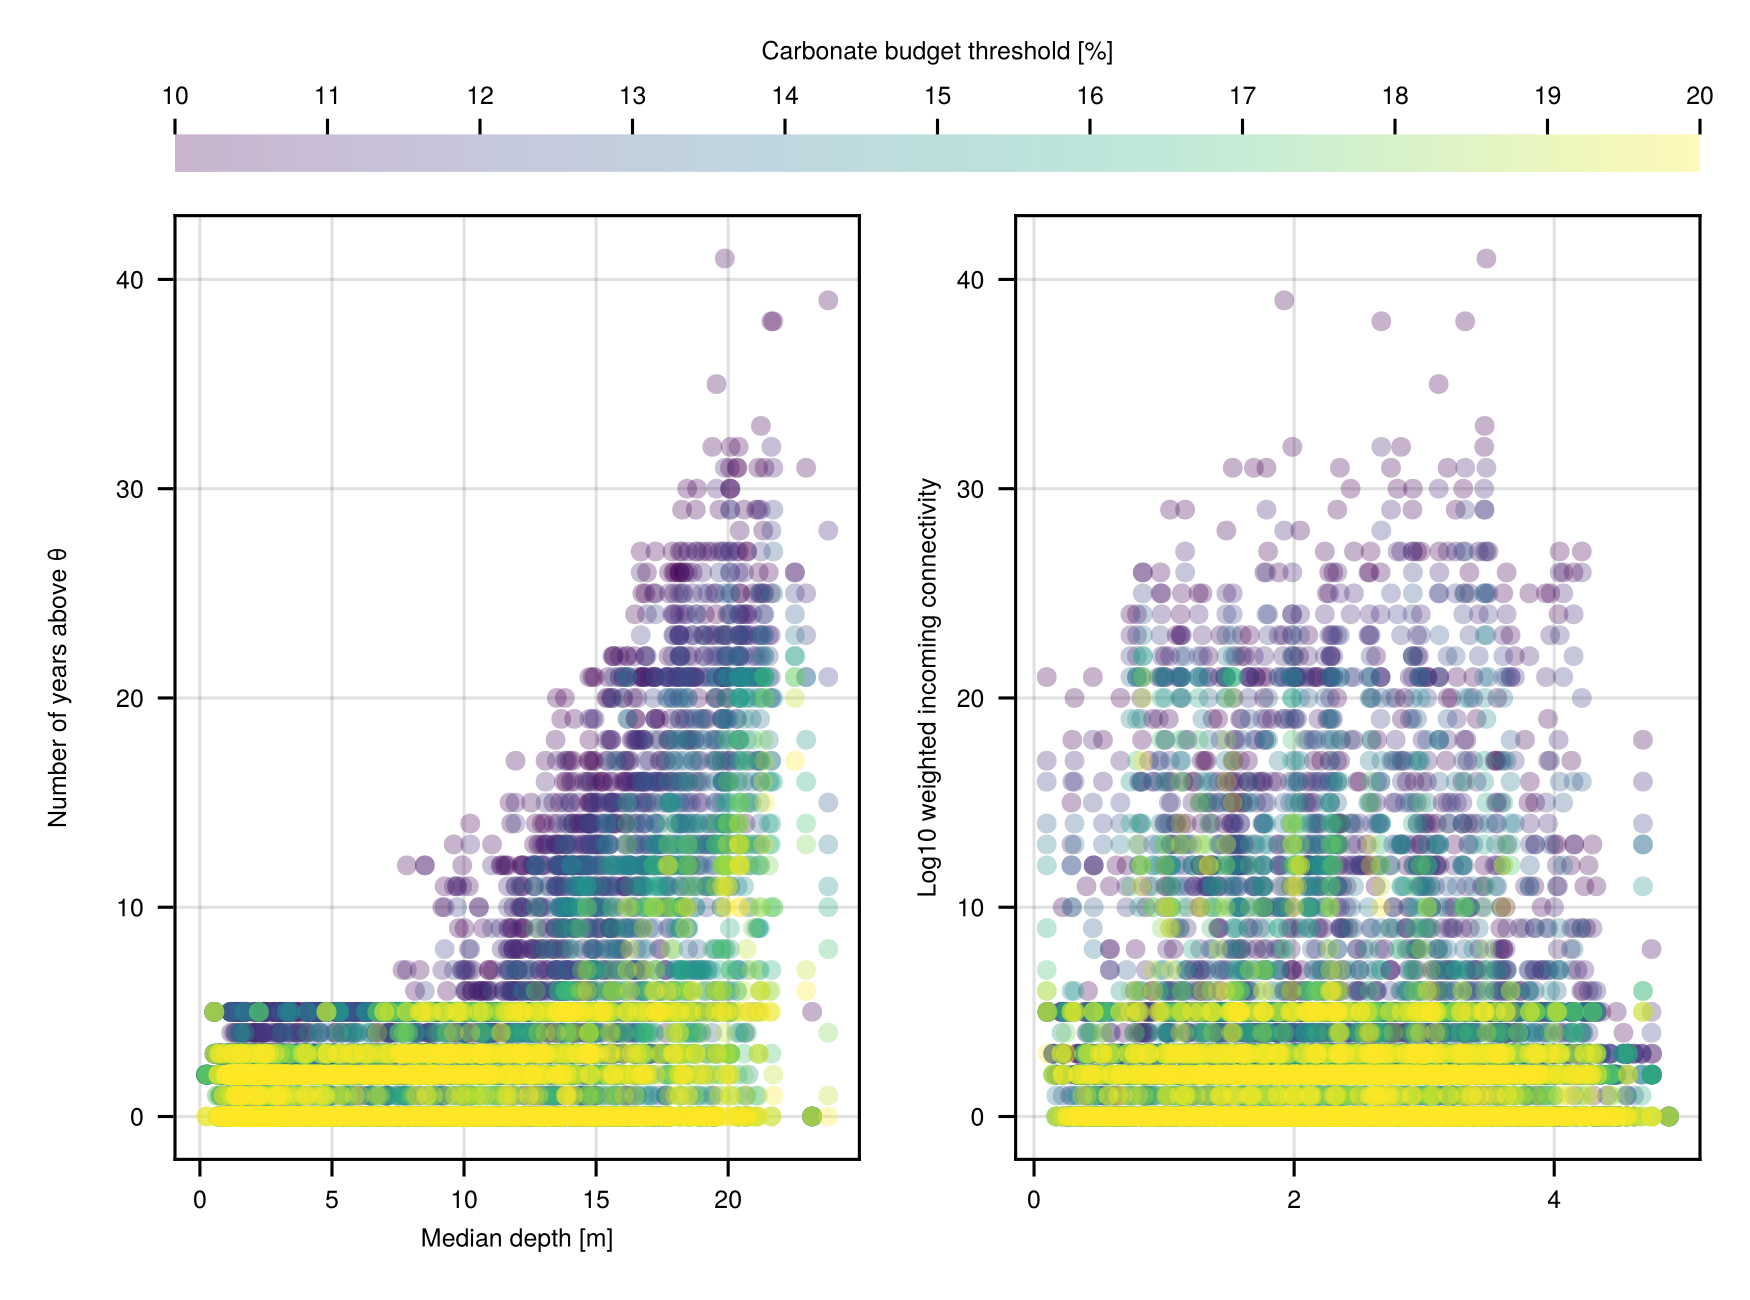 Carbonate budget threshold [%]
10 11 12 13 14 15 16 17 18 19 20
Number of years above θ
40
30
20
10
0
0 5 10 15 20
Median depth [m]
Log10 weighted incoming connectivity
40
30
20
10
0
0 2 4